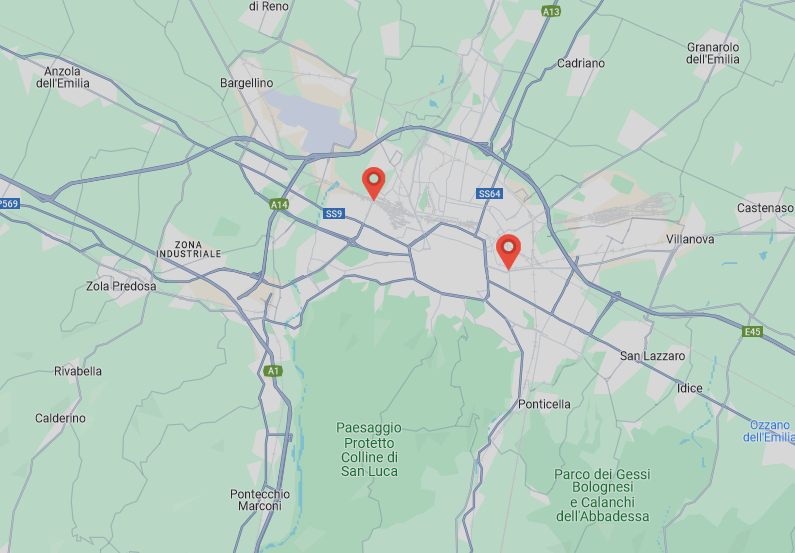 di Reno
A13
Granarolo
dell'Emilia
Cadriano
Anzola
dell'Emilia
Bargellino
SS64
P569
A14
SS9
Castenaso
Villanova
ZONA
INDUSTRIALE
Zola Predosa
E45
San Lazzaro
Rivabella
A1
Idice
Ponticella
Calderino
Paesaggio
Protetto
Colline di
San Luca
Ozzano
dell'Emilia
Parco dei Gessi
Bolognesi
e Calanchi
dell'Abbadessa
Pontecchio
Marconi